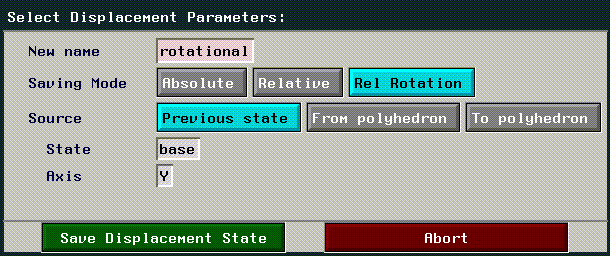 Select Displacement Parameters:
New name rotational
Saving Mode Absolute Relative Rel Rotation
Source Previous state From polyhedron To polyhedron
State base
Axis Y
Save Displacement State Abort